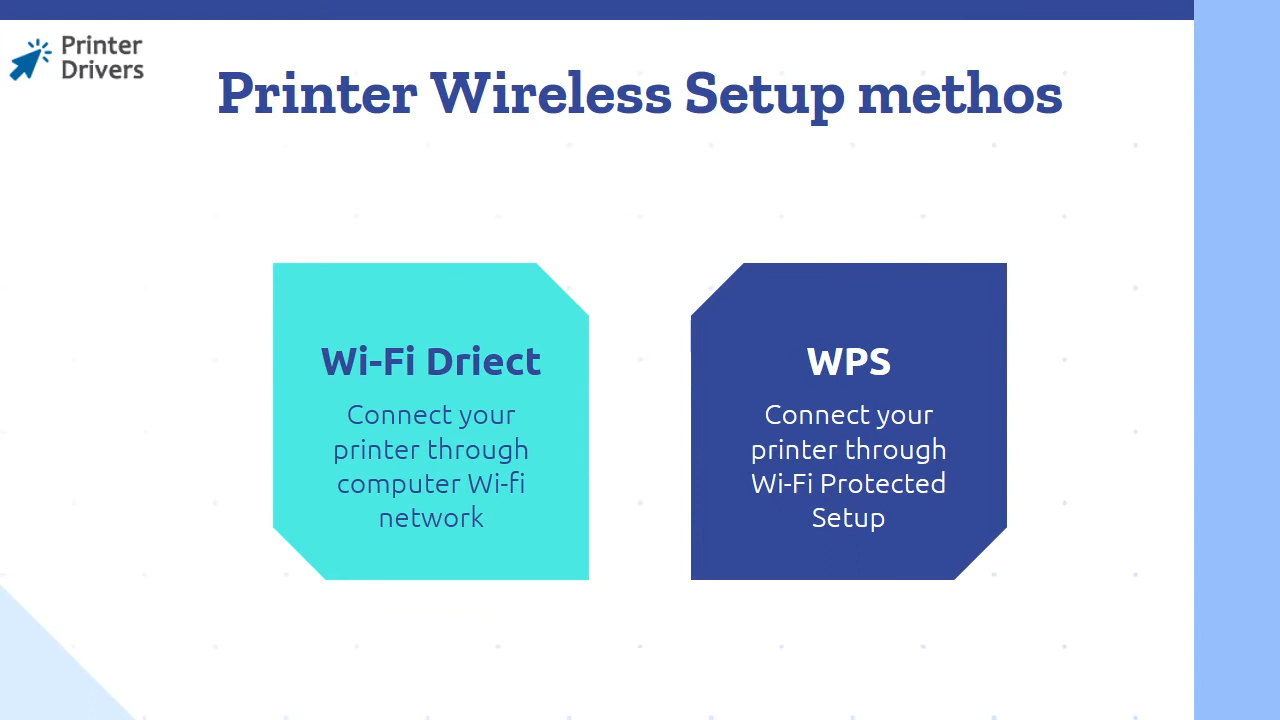 Printer
Drivers
Printer Wireless Setup methos
Wi-Fi Driect
Connect your
printer through
computer Wi-fi
network
WPS
Connect your
printer through
Wi-Fi Protected
Setup